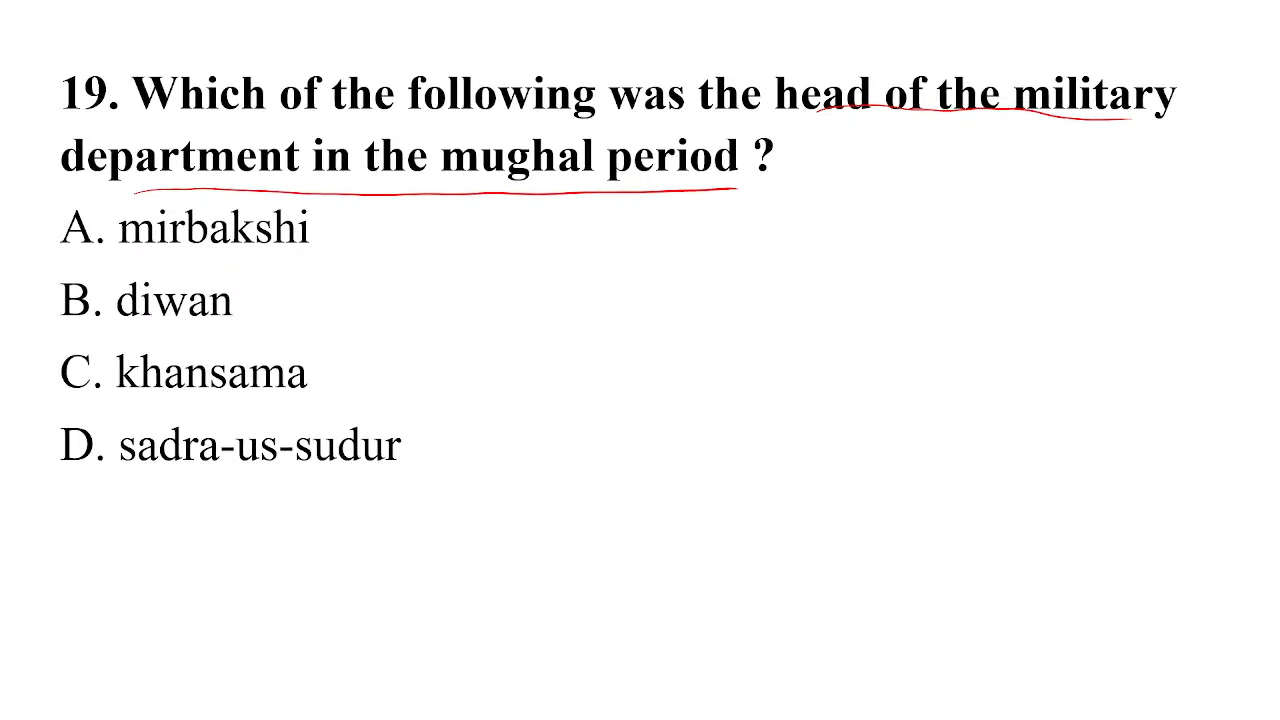 19. Which of the following was the head of the military
department in the mughal period ?
A. mirbakshi
B. diwan
C. khansama
D. sadra-us-sudur